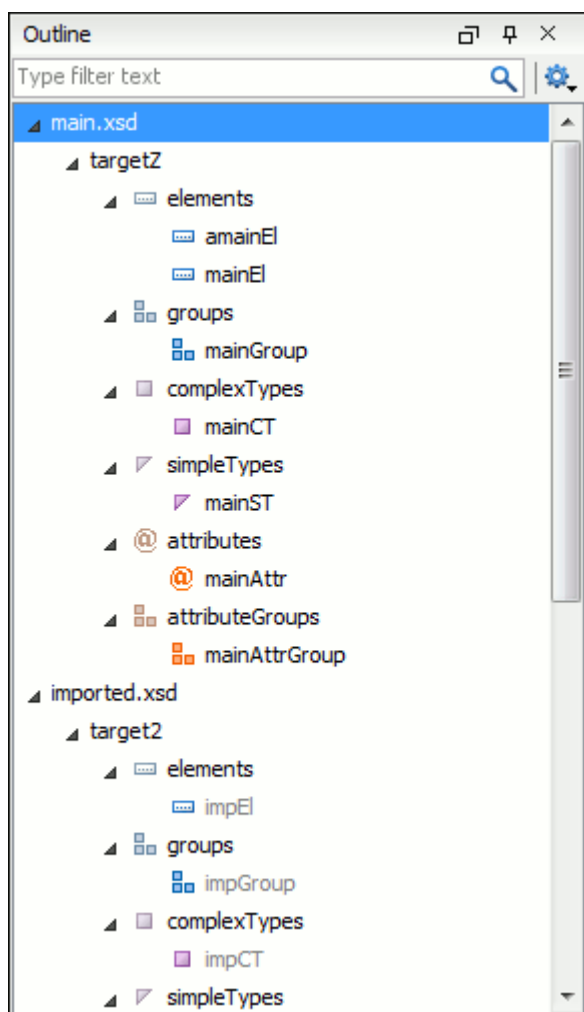 Outline
Type filter text
main.xsd
targetZ
elements
amainEl
mainEl
groups
mainGroup
complexTypes
mainCT
simpleTypes
mainST
@ attributes
@ mainAttr
attributeGroups
mainAttrGroup
imported.xsd
target2
elements
impEl
groups
impGroup
complexTypes
impCT
simpleTypes